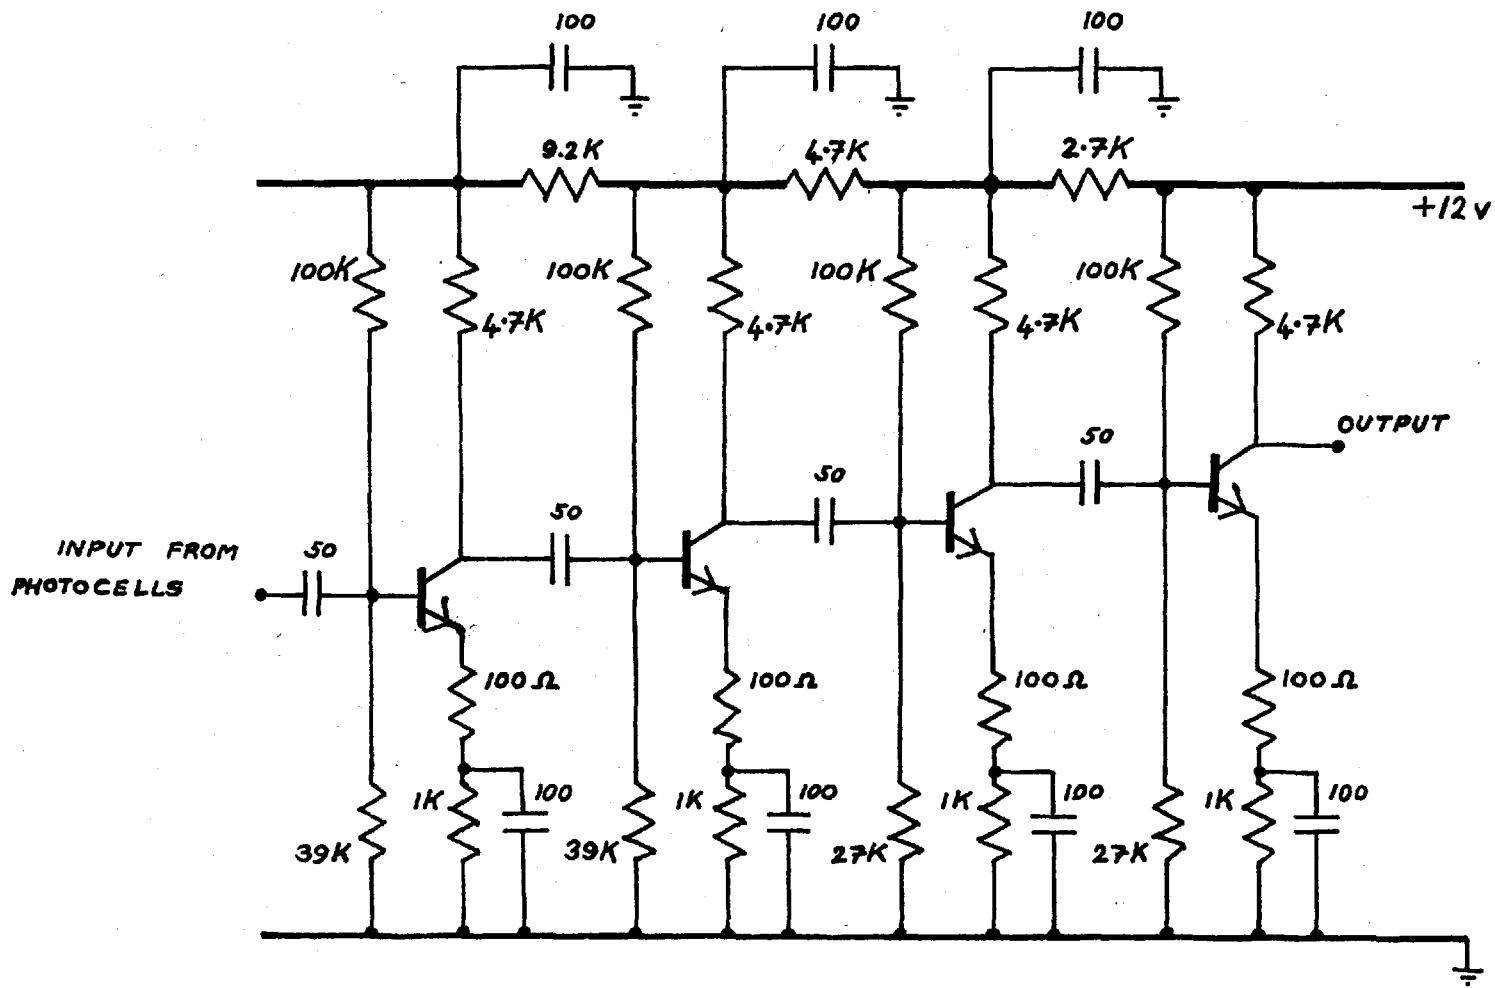 100 100 100
9.2K 4.7K 2.7K
+12V
100K 100K 100K 100K
4.7K 4.7K 4.7K 4.7K
OUTPUT
50
50
50
INPUT FROM 50
PHOTOCELLS
100Ω 100Ω 100Ω 100Ω
1K 100 1K 100 1K 100 1K 100
39K 39K 27K 27K